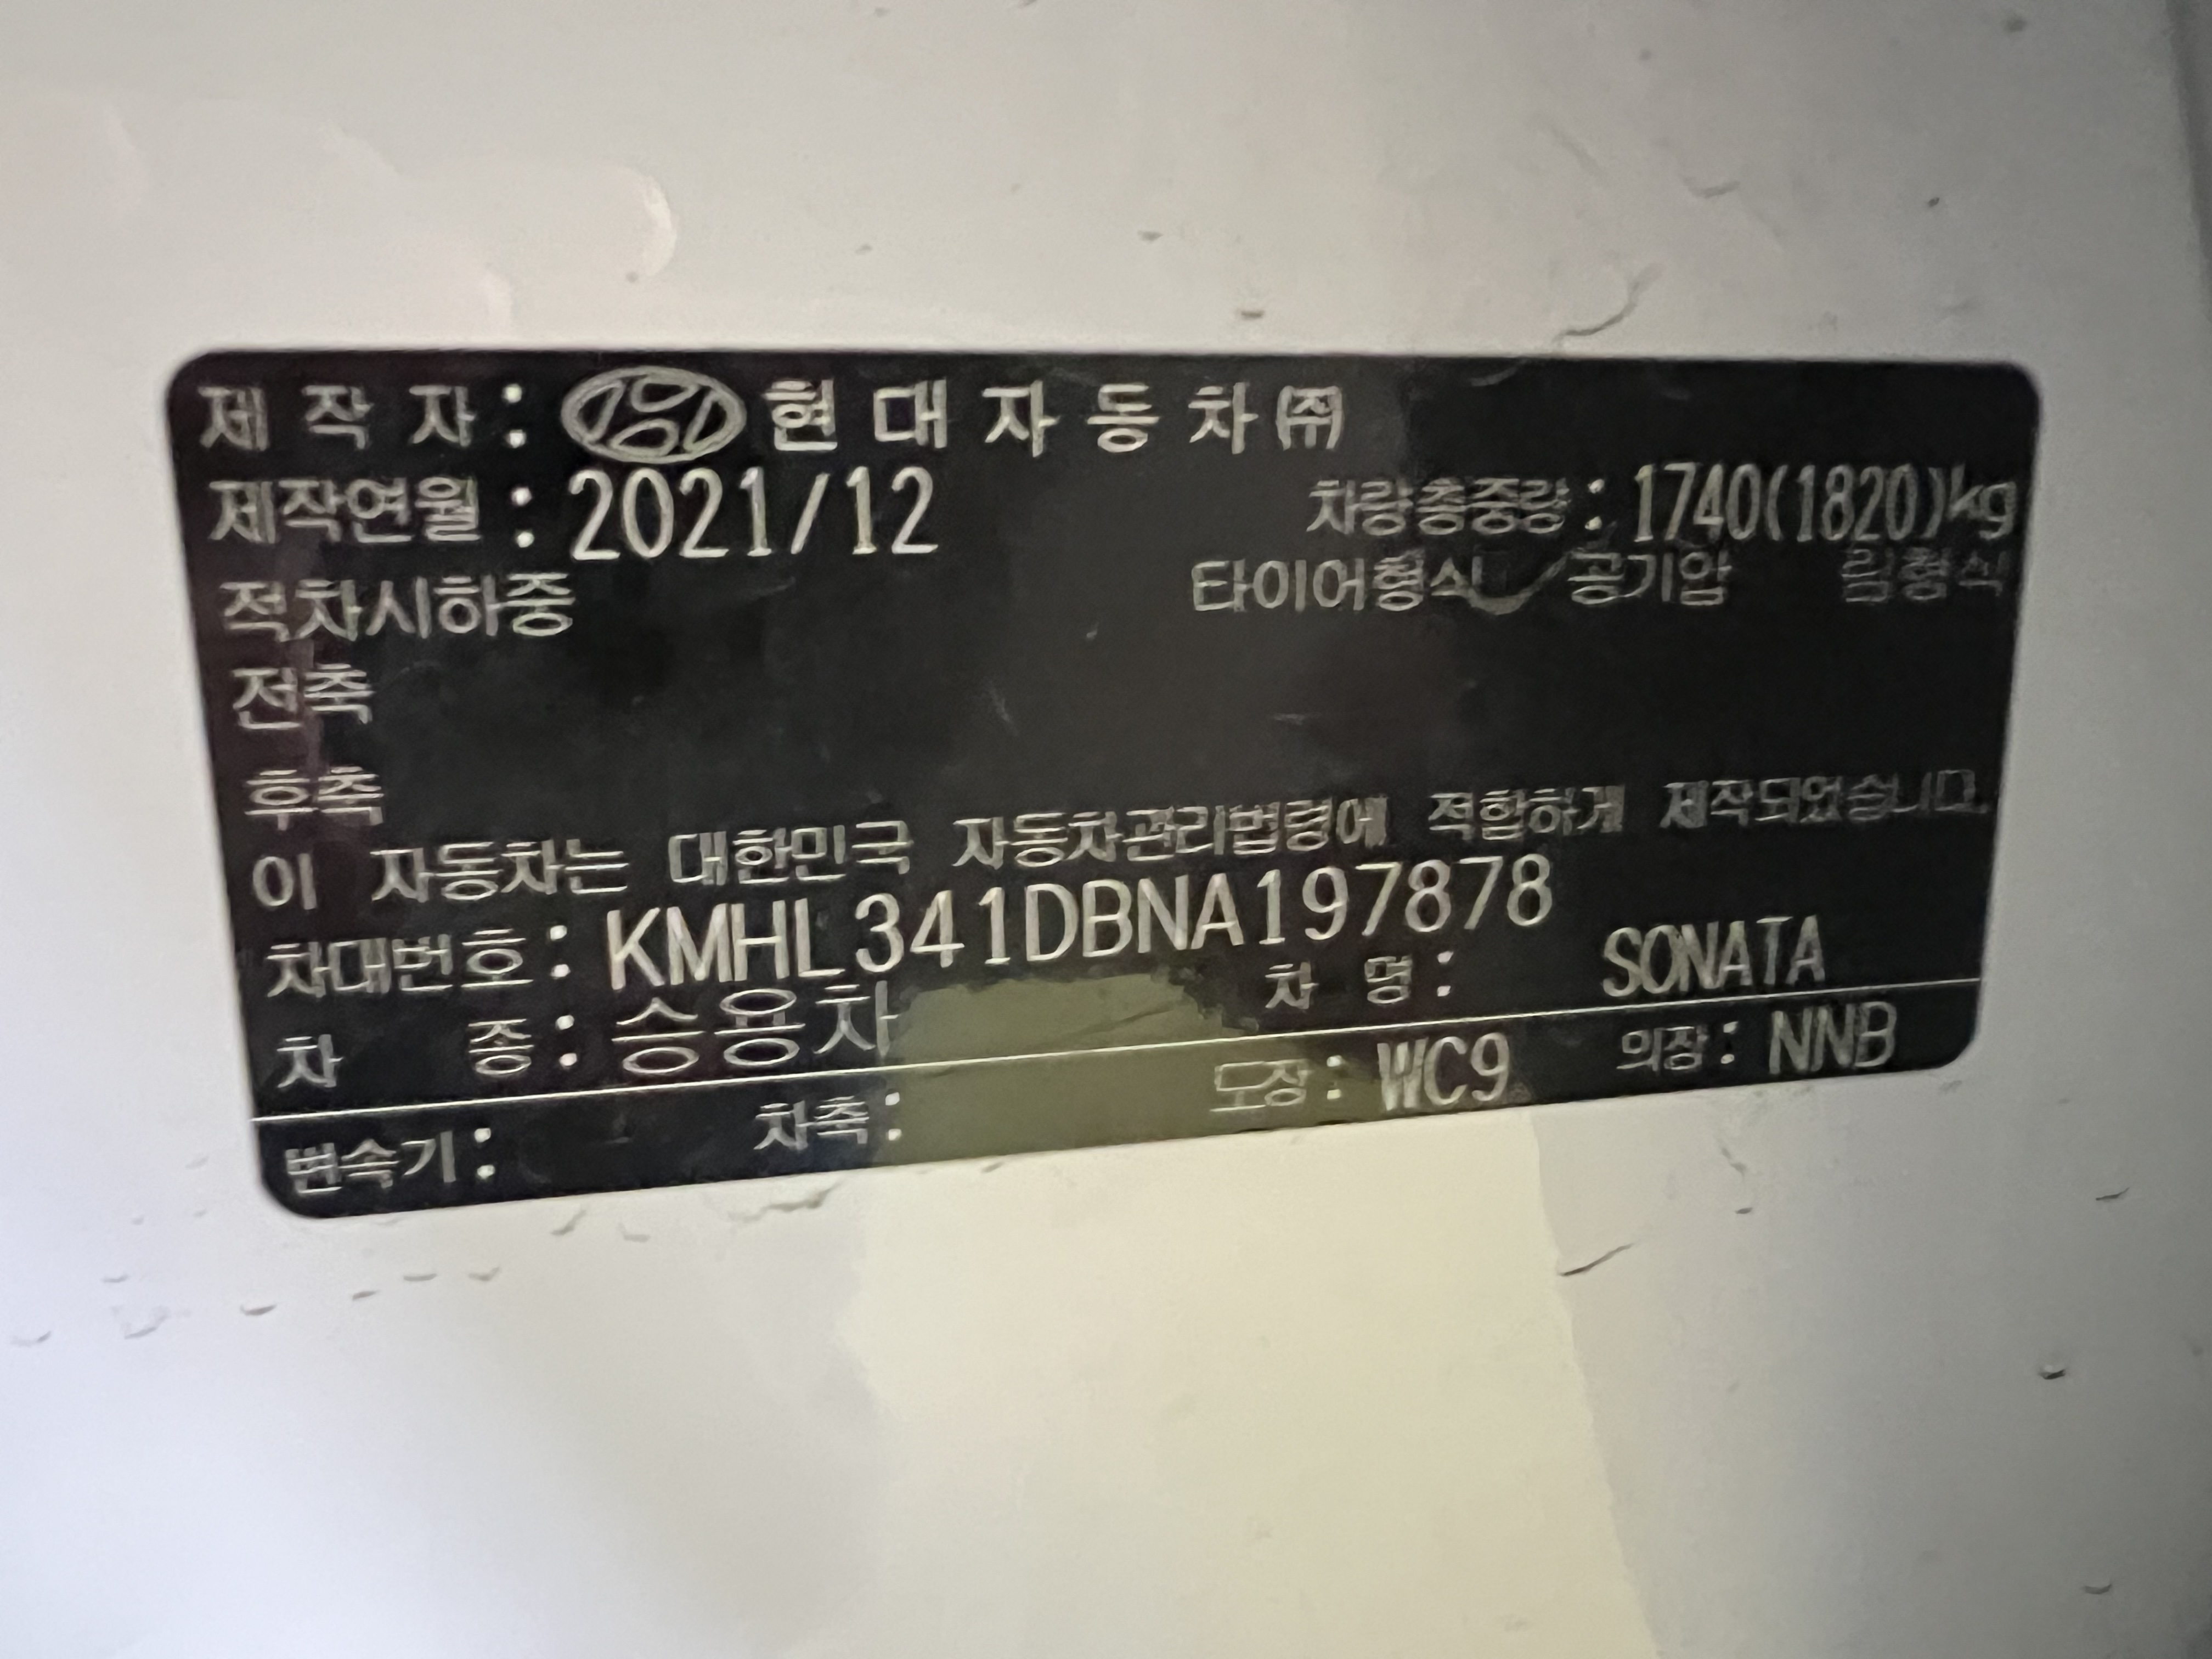 제 작 자 : 현 대 자 동 차 ㈜
제작연월 : 2021/12 차량총중량 : 1740(1820)kg
적차시하중 타이어형식 공기압 림형식
전축
후축
이 자동차는 대한민국 자동차관리법령에 적합하게 제작되었습니다.
차대번호 : KMHL341DBNA197878
차 종 : 승용차 차 명 : SONATA
변속기 : 차축 : 도장 : WC9 의장 : NNB